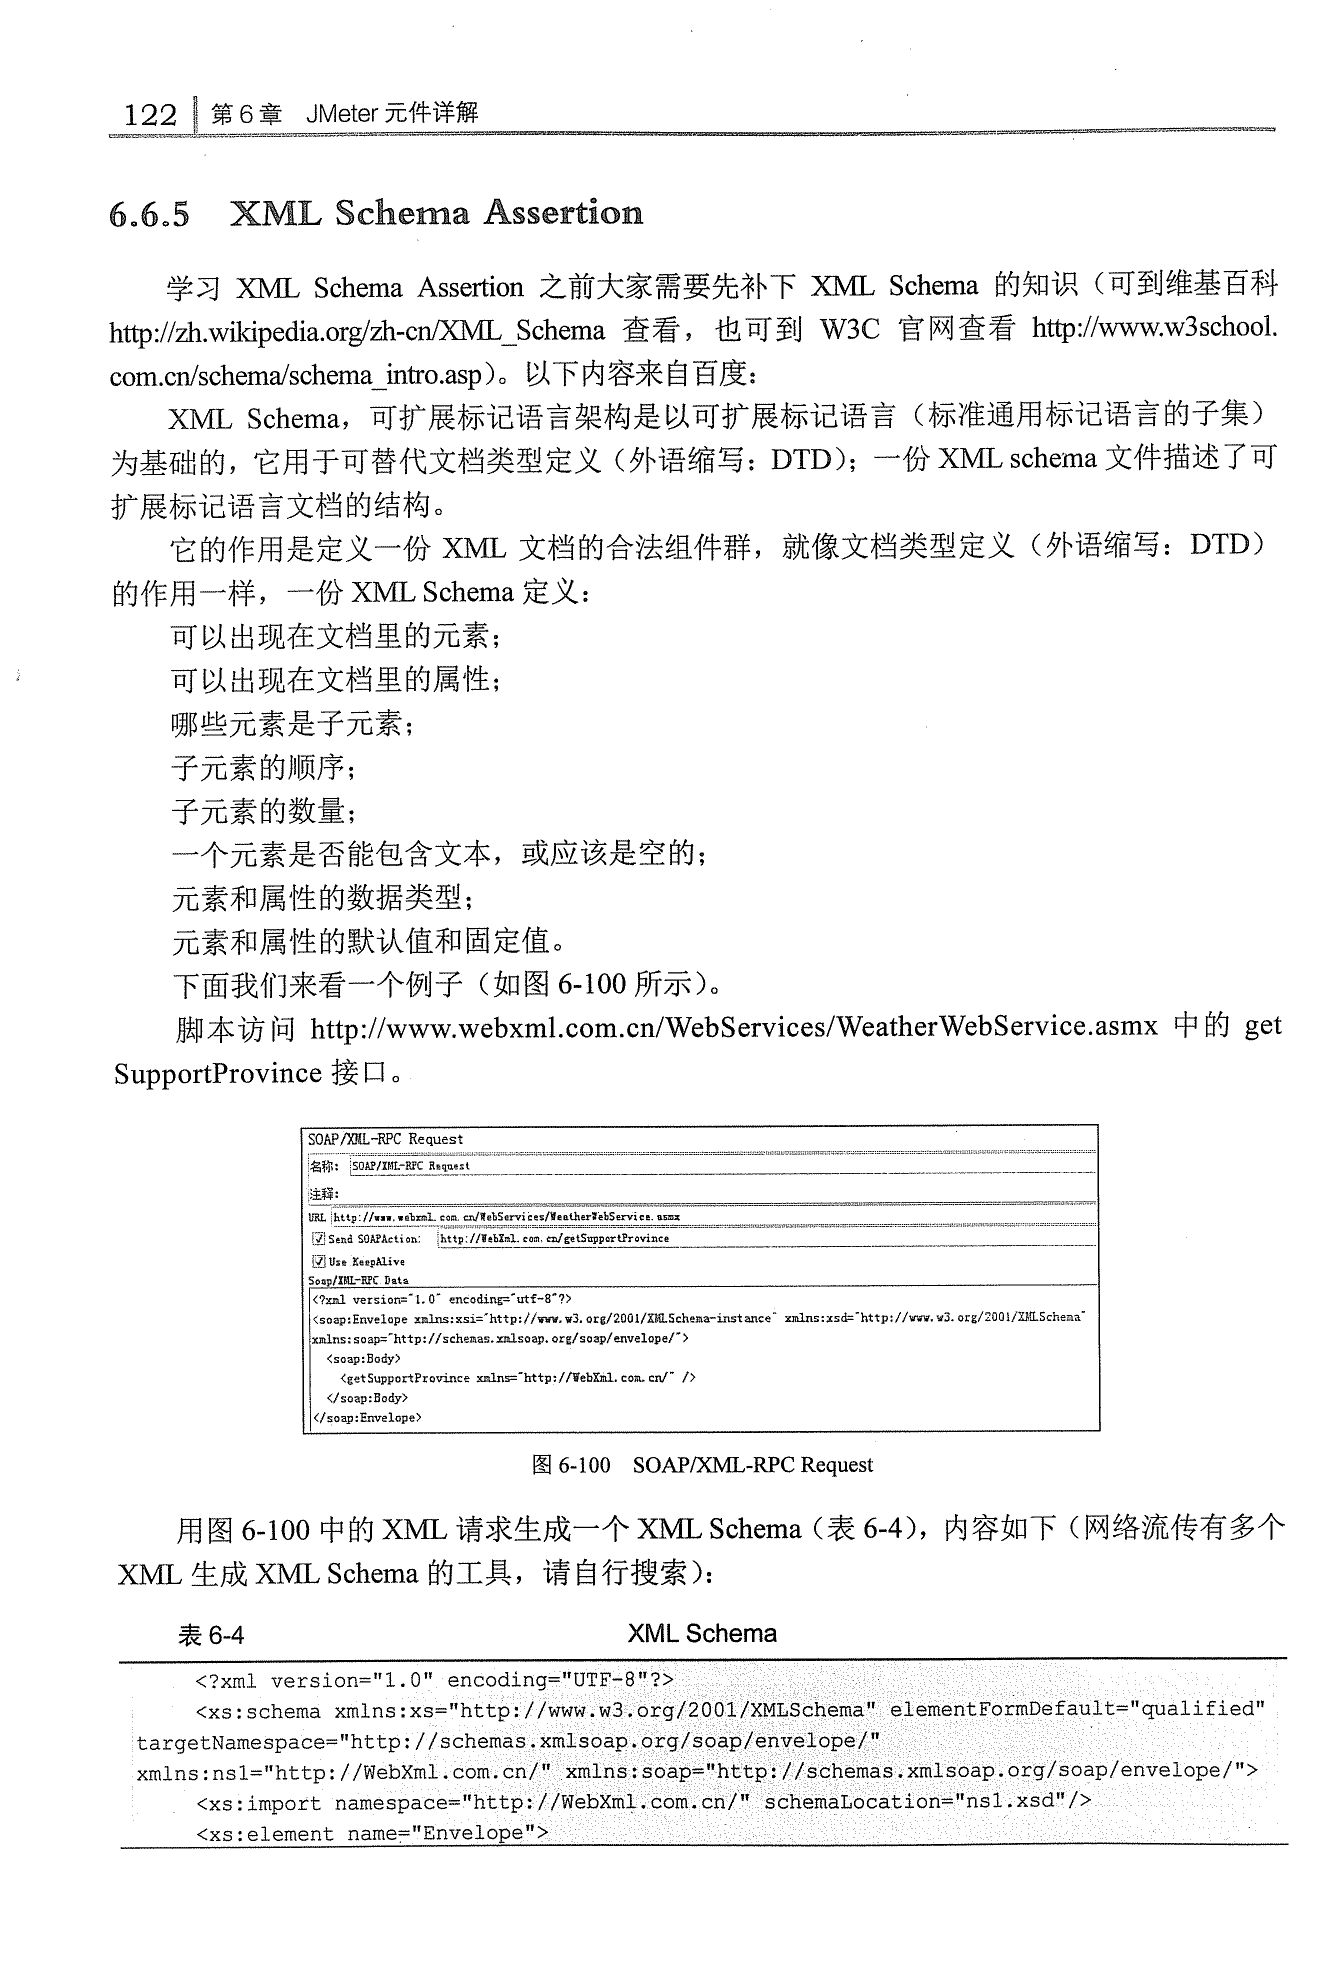 122 第6章 JMeter 元件详解
6.6.5 XML Schema Assertion
学习 XML Schema Assertion 之前大家需要先补下 XML Schema 的知识（可到维基百科
http://zh.wikipedia.org/zh-cn/XML_Schema 查看，也可到 W3C 官网查看 http://www.w3school.
com.cn/schema/schema_intro.asp）。以下内容来自百度：
XML Schema，可扩展标记语言架构是以可扩展标记语言（标准通用标记语言的子集）
为基础的，它用于可替代文档类型定义（外语缩写：DTD）；一份 XML schema 文件描述了可
扩展标记语言文档的结构。
它的作用是定义一份 XML 文档的合法组件群，就像文档类型定义（外语缩写：DTD）
的作用一样，一份 XML Schema 定义：
可以出现在文档里的元素；
可以出现在文档里的属性；
哪些元素是子元素；
子元素的顺序；
子元素的数量；
一个元素是否能包含文本，或应该是空的；
元素和属性的数据类型；
元素和属性的默认值和固定值。
下面我们来看一个例子（如图 6-100 所示）。
脚本访问 http://www.webxml.com.cn/WebServices/WeatherWebService.asmx 中的 get
SupportProvince 接口。
SOAP/XML-RPC Request
名称： SOAP/XML-RPC Request
注释：
URL http://www.webxml.com.cn/WebServices/WeatherWebService.asmx
Send SOAPAction: http://WebXml.com.cn/getSupportProvince
Use KeepAlive
Soap/XML-RPC Data
<?xml version="1.0" encoding="utf-8"?>
<soap:Envelope xmlns:xsi="http://www.w3.org/2001/XMLSchema-instance" xmlns:xsd="http://www.w3.org/2001/XMLSchema"
xmlns:soap="http://schemas.xmlsoap.org/soap/envelope/">
<soap:Body>
<getSupportProvince xmlns="http://WebXml.com.cn/" />
</soap:Body>
</soap:Envelope>
图 6-100 SOAP/XML-RPC Request
用图 6-100 中的 XML 请求生成一个 XML Schema（表 6-4），内容如下（网络流传有多个
XML 生成 XML Schema 的工具，请自行搜索）：
表 6-4 XML Schema
<?xml version="1.0" encoding="UTF-8"?>
<xs:schema xmlns:xs="http://www.w3.org/2001/XMLSchema" elementFormDefault="qualified"
targetNamespace="http://schemas.xmlsoap.org/soap/envelope/"
xmlns:ns1="http://WebXml.com.cn/" xmlns:soap="http://schemas.xmlsoap.org/soap/envelope/">
<xs:import namespace="http://WebXml.com.cn/" schemaLocation="ns1.xsd"/>
<xs:element name="Envelope">